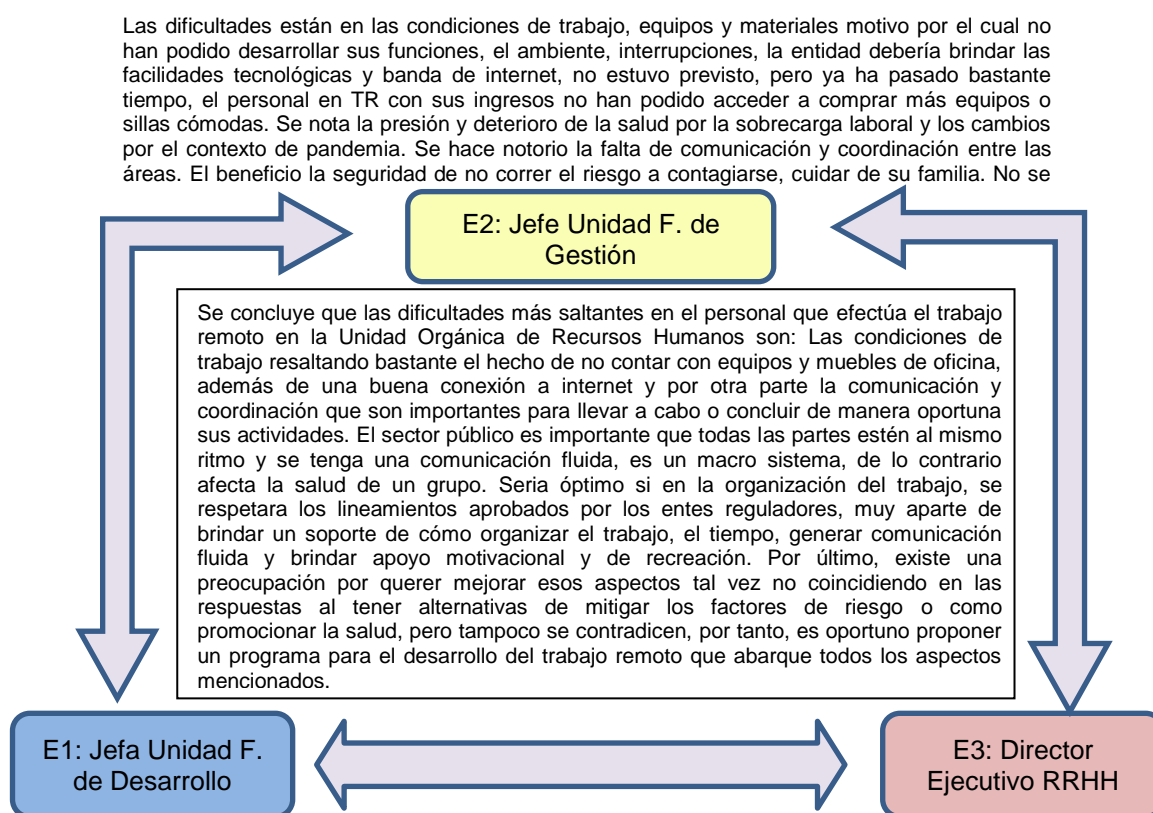 Las dificultades están en las condiciones de trabajo, equipos y materiales motivo por el cual no
han podido desarrollar sus funciones, el ambiente, interrupciones, la entidad debería brindar las
facilidades tecnológicas y banda de internet, no estuvo previsto, pero ya ha pasado bastante
tiempo, el personal en TR con sus ingresos no han podido acceder a comprar más equipos o
sillas cómodas. Se nota la presión y deterioro de la salud por la sobrecarga laboral y los cambios
por el contexto de pandemia. Se hace notorio la falta de comunicación y coordinación entre las
áreas. El beneficio la seguridad de no correr el riesgo a contagiarse, cuidar de su familia. No se
E2: Jefe Unidad F. de
Gestión
Se concluye que las dificultades más saltantes en el personal que efectúa el trabajo
remoto en la Unidad Orgánica de Recursos Humanos son: Las condiciones de
trabajo resaltando bastante el hecho de no contar con equipos y muebles de oficina,
además de una buena conexión a internet y por otra parte la comunicación y
coordinación que son importantes para llevar a cabo o concluir de manera oportuna
sus actividades. El sector público es importante que todas las partes estén al mismo
ritmo y se tenga una comunicación fluida, es un macro sistema, de lo contrario
afecta la salud de un grupo. Seria óptimo si en la organización del trabajo, se
respetara los lineamientos aprobados por los entes reguladores, muy aparte de
brindar un soporte de cómo organizar el trabajo, el tiempo, generar comunicación
fluida y brindar apoyo motivacional y de recreación. Por último, existe una
preocupación por querer mejorar esos aspectos tal vez no coincidiendo en las
respuestas al tener alternativas de mitigar los factores de riesgo o como
promocionar la salud, pero tampoco se contradicen, por tanto, es oportuno proponer
un programa para el desarrollo del trabajo remoto que abarque todos los aspectos
mencionados.
E1: Jefa Unidad F.
de Desarrollo
E3: Director
Ejecutivo RRHH